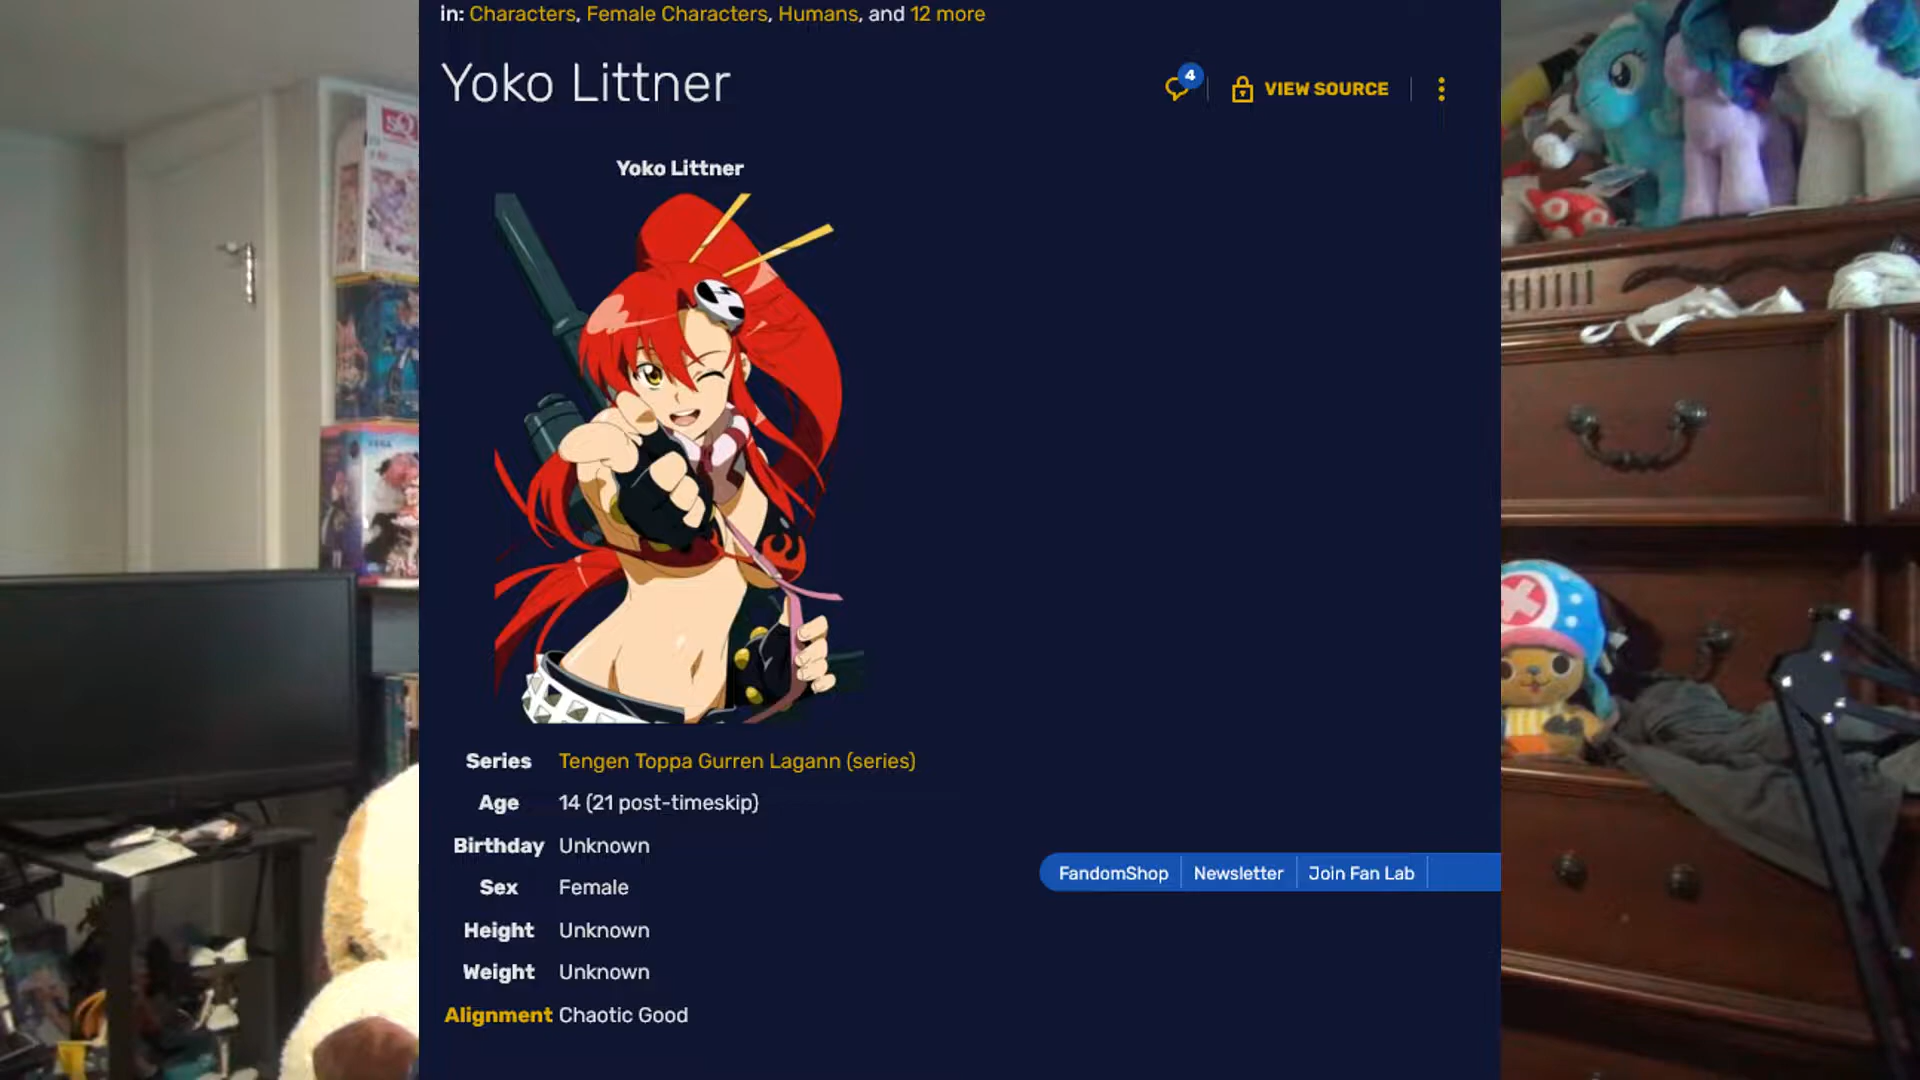 in: Characters, Female Characters, Humans, and 12 more
Yoko Littner
4
VIEW SOURCE
Yoko Littner
Series Tengen Toppa Gurren Lagann (series)
Age 14 (21 post-timeskip)
Birthday Unknown
FandomShop
Newsletter
Join Fan Lab
Sex Female
Height Unknown
Weight Unknown
Alignment Chaotic Good
SQ
SEGA